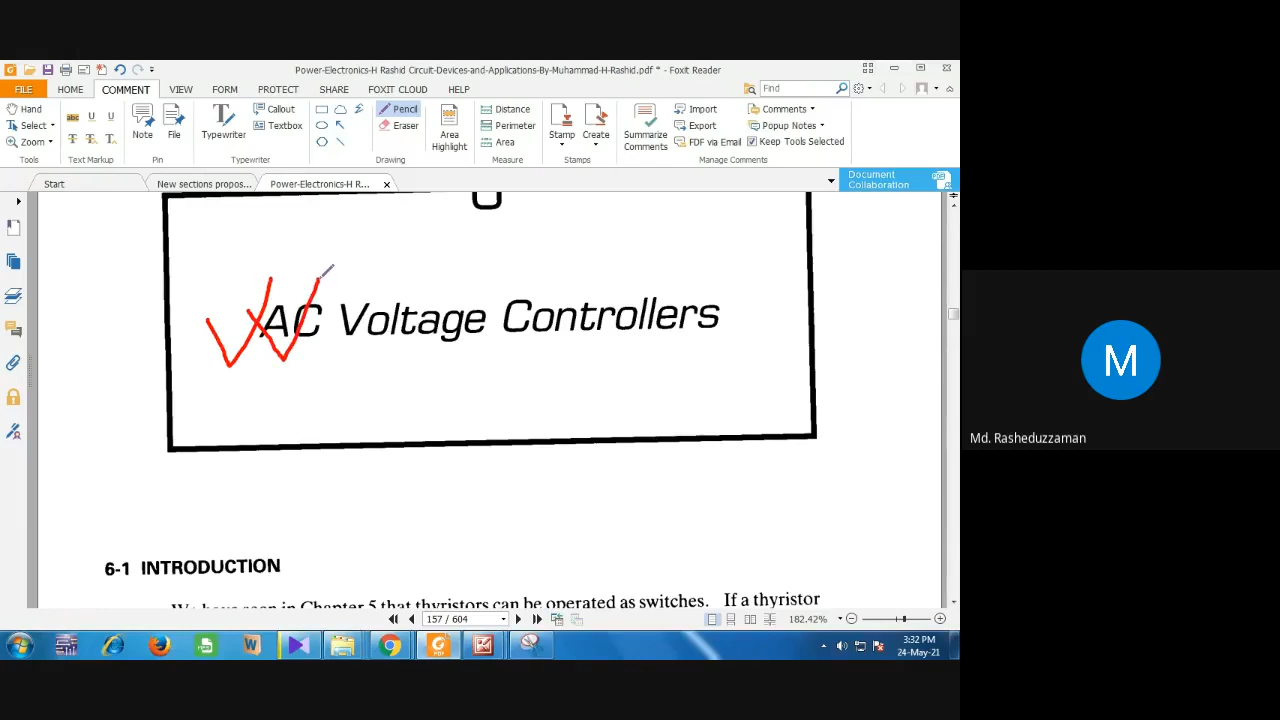 Power-Electronics-H Rashid Circuit-Devices-and-Applications-By-Muhammad-H-Rashid.pdf * - Foxit Reader
FILE HOME COMMENT VIEW FORM PROTECT SHARE FOXIT CLOUD HELP Find
Hand
Select
Zoom
Tools
Text Markup
Note
File
Pin
Typewriter
Callout
Textbox
Typewriter
Pencil
Eraser
Area Highlight
Drawing
Distance
Perimeter
Area
Measure
Stamp
Create
Stamps
Summarize Comments
Import
Export
FDF via Email
Comments
Popup Notes
Keep Tools Selected
Manage Comments
Start
New sections propos...
Power-Electronics-H R...
Document
Collaboration
AC Voltage Controllers
6-1 INTRODUCTION
We have seen in Chapter 5 that thyristors can be operated as switches. If a thyristor
157 / 604
182.42%
3:32 PM
24-May-21
M
Md. Rasheduzzaman